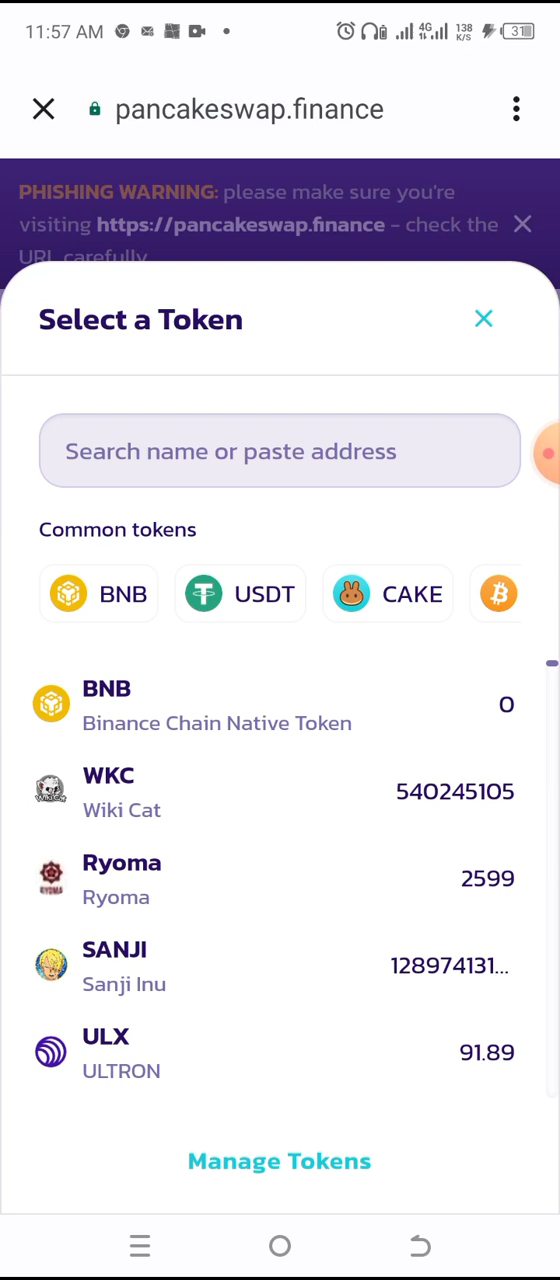 11:57 AM
4G
138
K/S
31
pancakeswap.finance
PHISHING WARNING: please make sure you're
visiting https://pancakeswap.finance - check the
URL carefully
Select a Token
Search name or paste address
Common tokens
BNB USDT CAKE
BNB
Binance Chain Native Token
0
WKC
Wiki Cat
540245105
Ryoma
Ryoma
2599
SANJI
Sanji Inu
128974131...
ULX
ULTRON
91.89
Manage Tokens